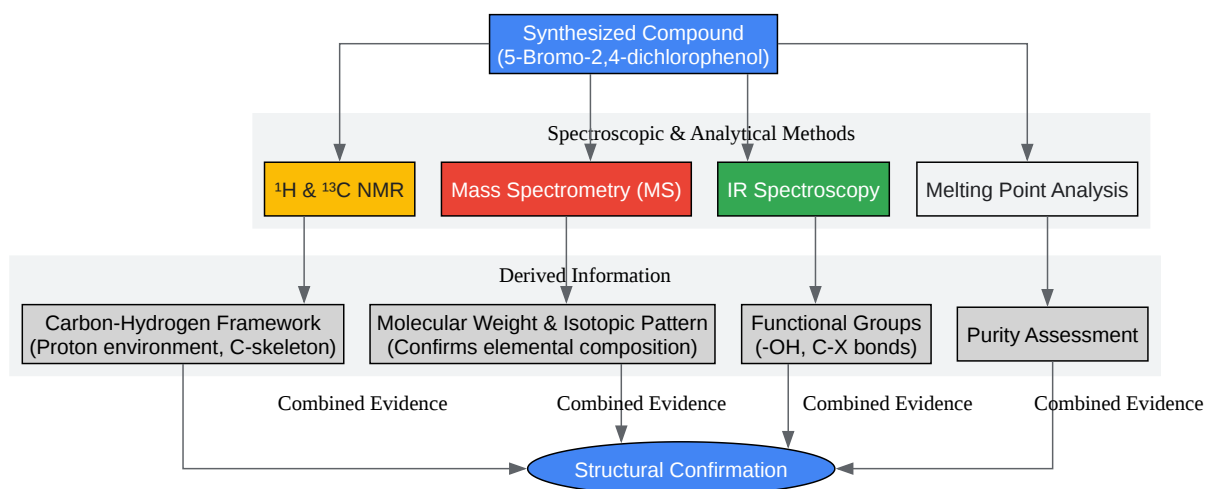 Synthesized Compound
(5-Bromo-2,4-dichlorophenol)
Spectroscopic & Analytical Methods
¹H & ¹³C NMR
Mass Spectrometry (MS)
IR Spectroscopy
Melting Point Analysis
Derived Information
Carbon-Hydrogen Framework
(Proton environment, C-skeleton)
Molecular Weight & Isotopic Pattern
(Confirms elemental composition)
Functional Groups
(-OH, C-X bonds)
Purity Assessment
Combined Evidence
Combined Evidence
Combined Evidence
Combined Evidence
Structural Confirmation